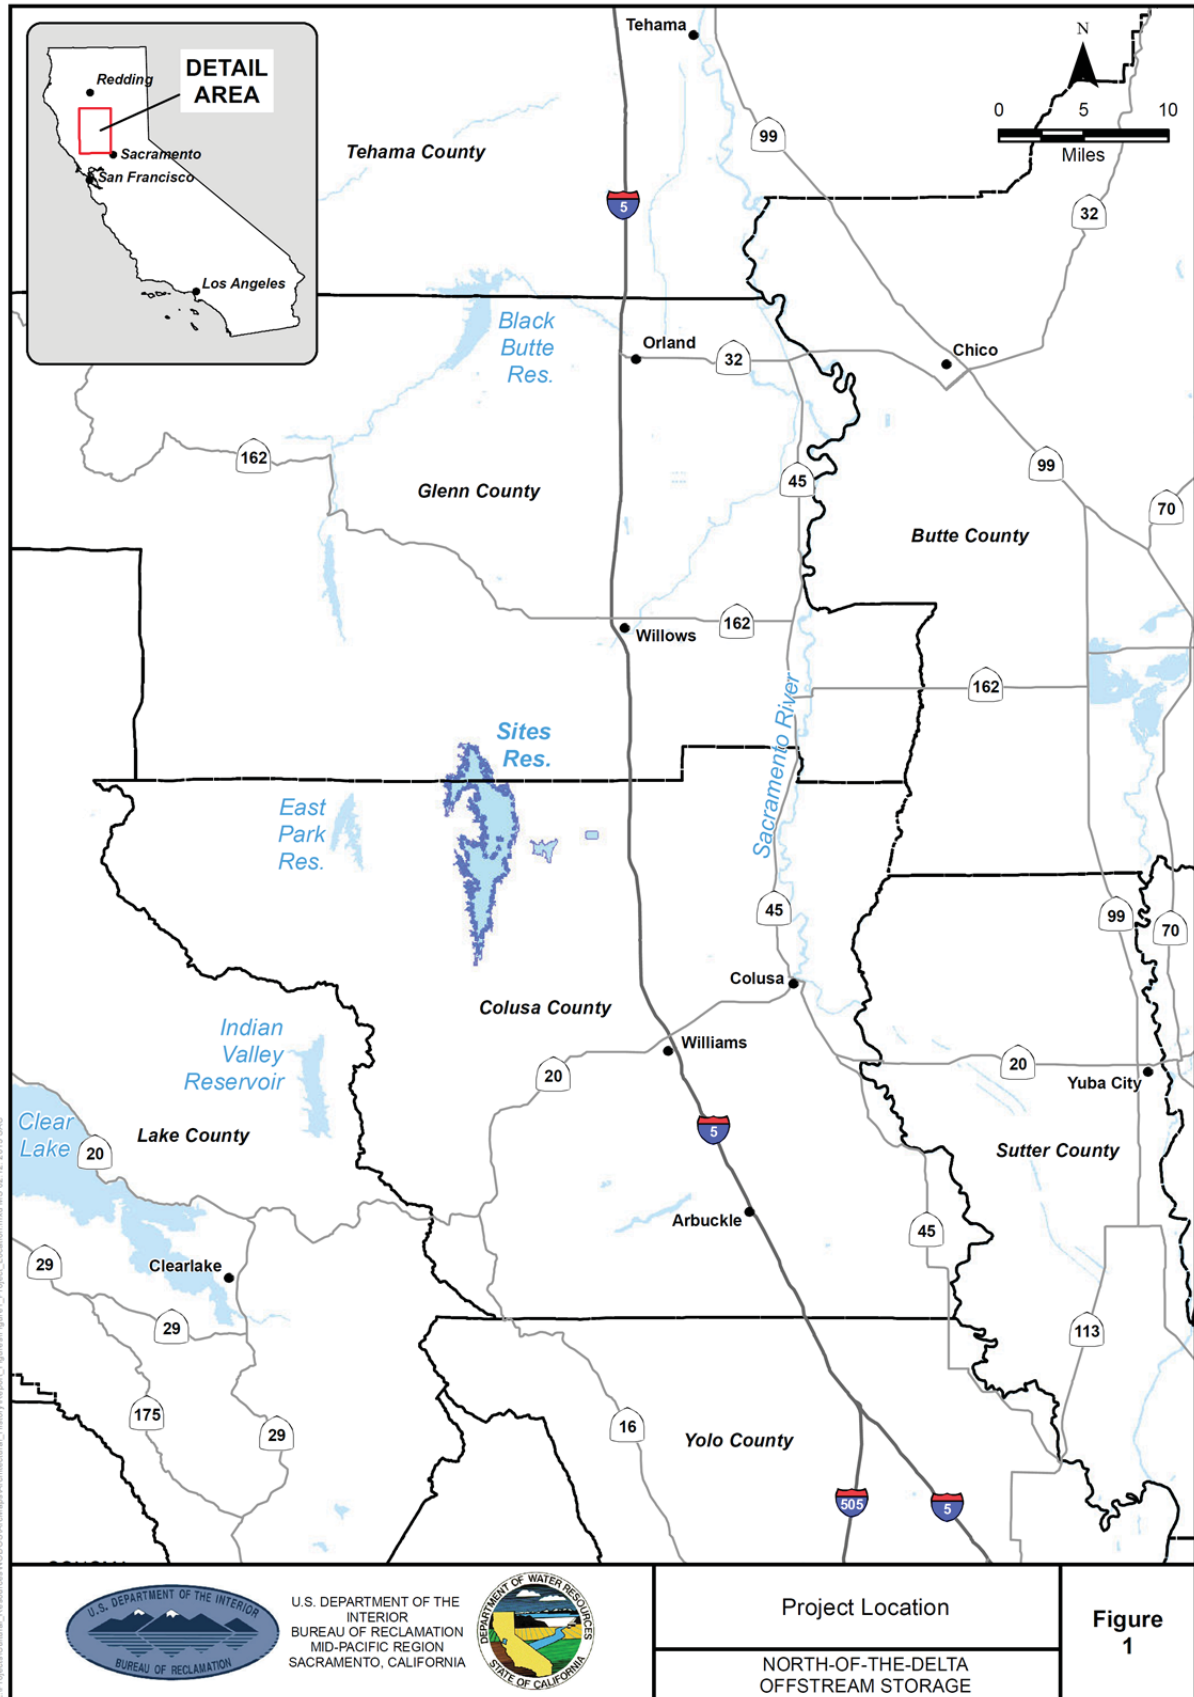 Tehama
N
DETAIL
AREA
Redding
Sacramento
San Francisco
Los Angeles
0 5 10
Miles
99
Tehama County
5
32
Black
Butte
Res.
Orland
32
Chico
162
Glenn County
45
99
70
Butte County
Willows
162
162
Sacramento River
Sites
Res.
East
Park
Res.
45
99
70
Colusa
Colusa County
Indian
Valley
Reservoir
Williams
20
20
Yuba City
Clear
Lake
20
Lake County
5
Sutter County
Arbuckle
45
29
Clearlake
29
113
175
29
16
Yolo County
505
5
U.S. DEPARTMENT OF THE INTERIOR
BUREAU OF RECLAMATION
U.S. DEPARTMENT OF THE
INTERIOR
BUREAU OF RECLAMATION
MID-PACIFIC REGION
SACRAMENTO, CALIFORNIA
DEPARTMENT OF WATER RESOURCES
STATE OF CALIFORNIA
Project Location
NORTH-OF-THE-DELTA
OFFSTREAM STORAGE
Figure
1